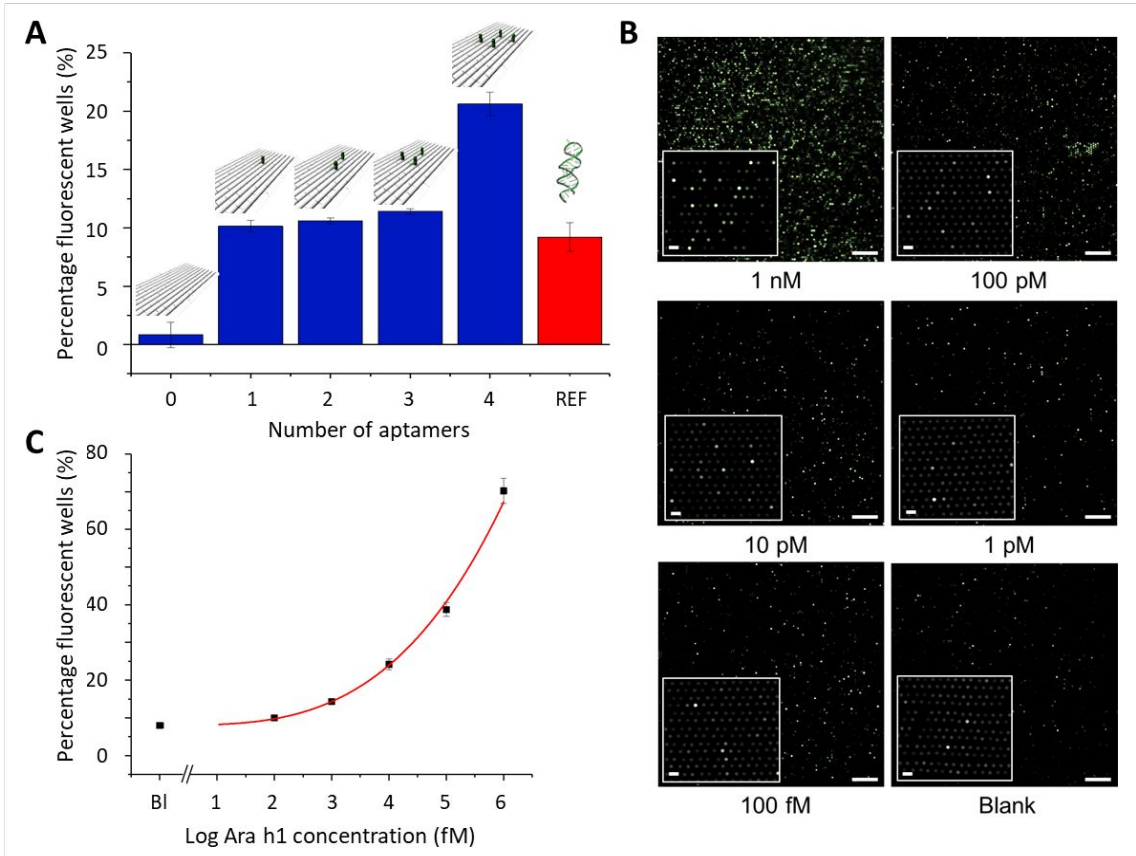 A
Percentage fluorescent wells (%)
25
20
15
10
5
0
0 1 2 3 4 REF
Number of aptamers
B
1 nM 100 pM
10 pM 1 pM
100 fM Blank
C
Percentage fluorescent wells (%)
80
60
40
20
0
Bl 1 2 3 4 5 6
Log Ara h1 concentration (fM)